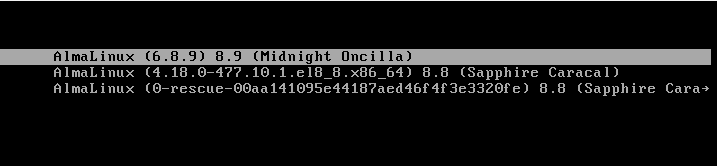 AlmaLinux (6.8.9) 8.9 (Midnight Oncilla)
AlmaLinux (4.18.0-477.10.1.el8_8.x86_64) 8.8 (Sapphire Caracal)
AlmaLinux (0-rescue-00aa141095e44187aed46f4f3e3320fe) 8.8 (Sapphire Cara→